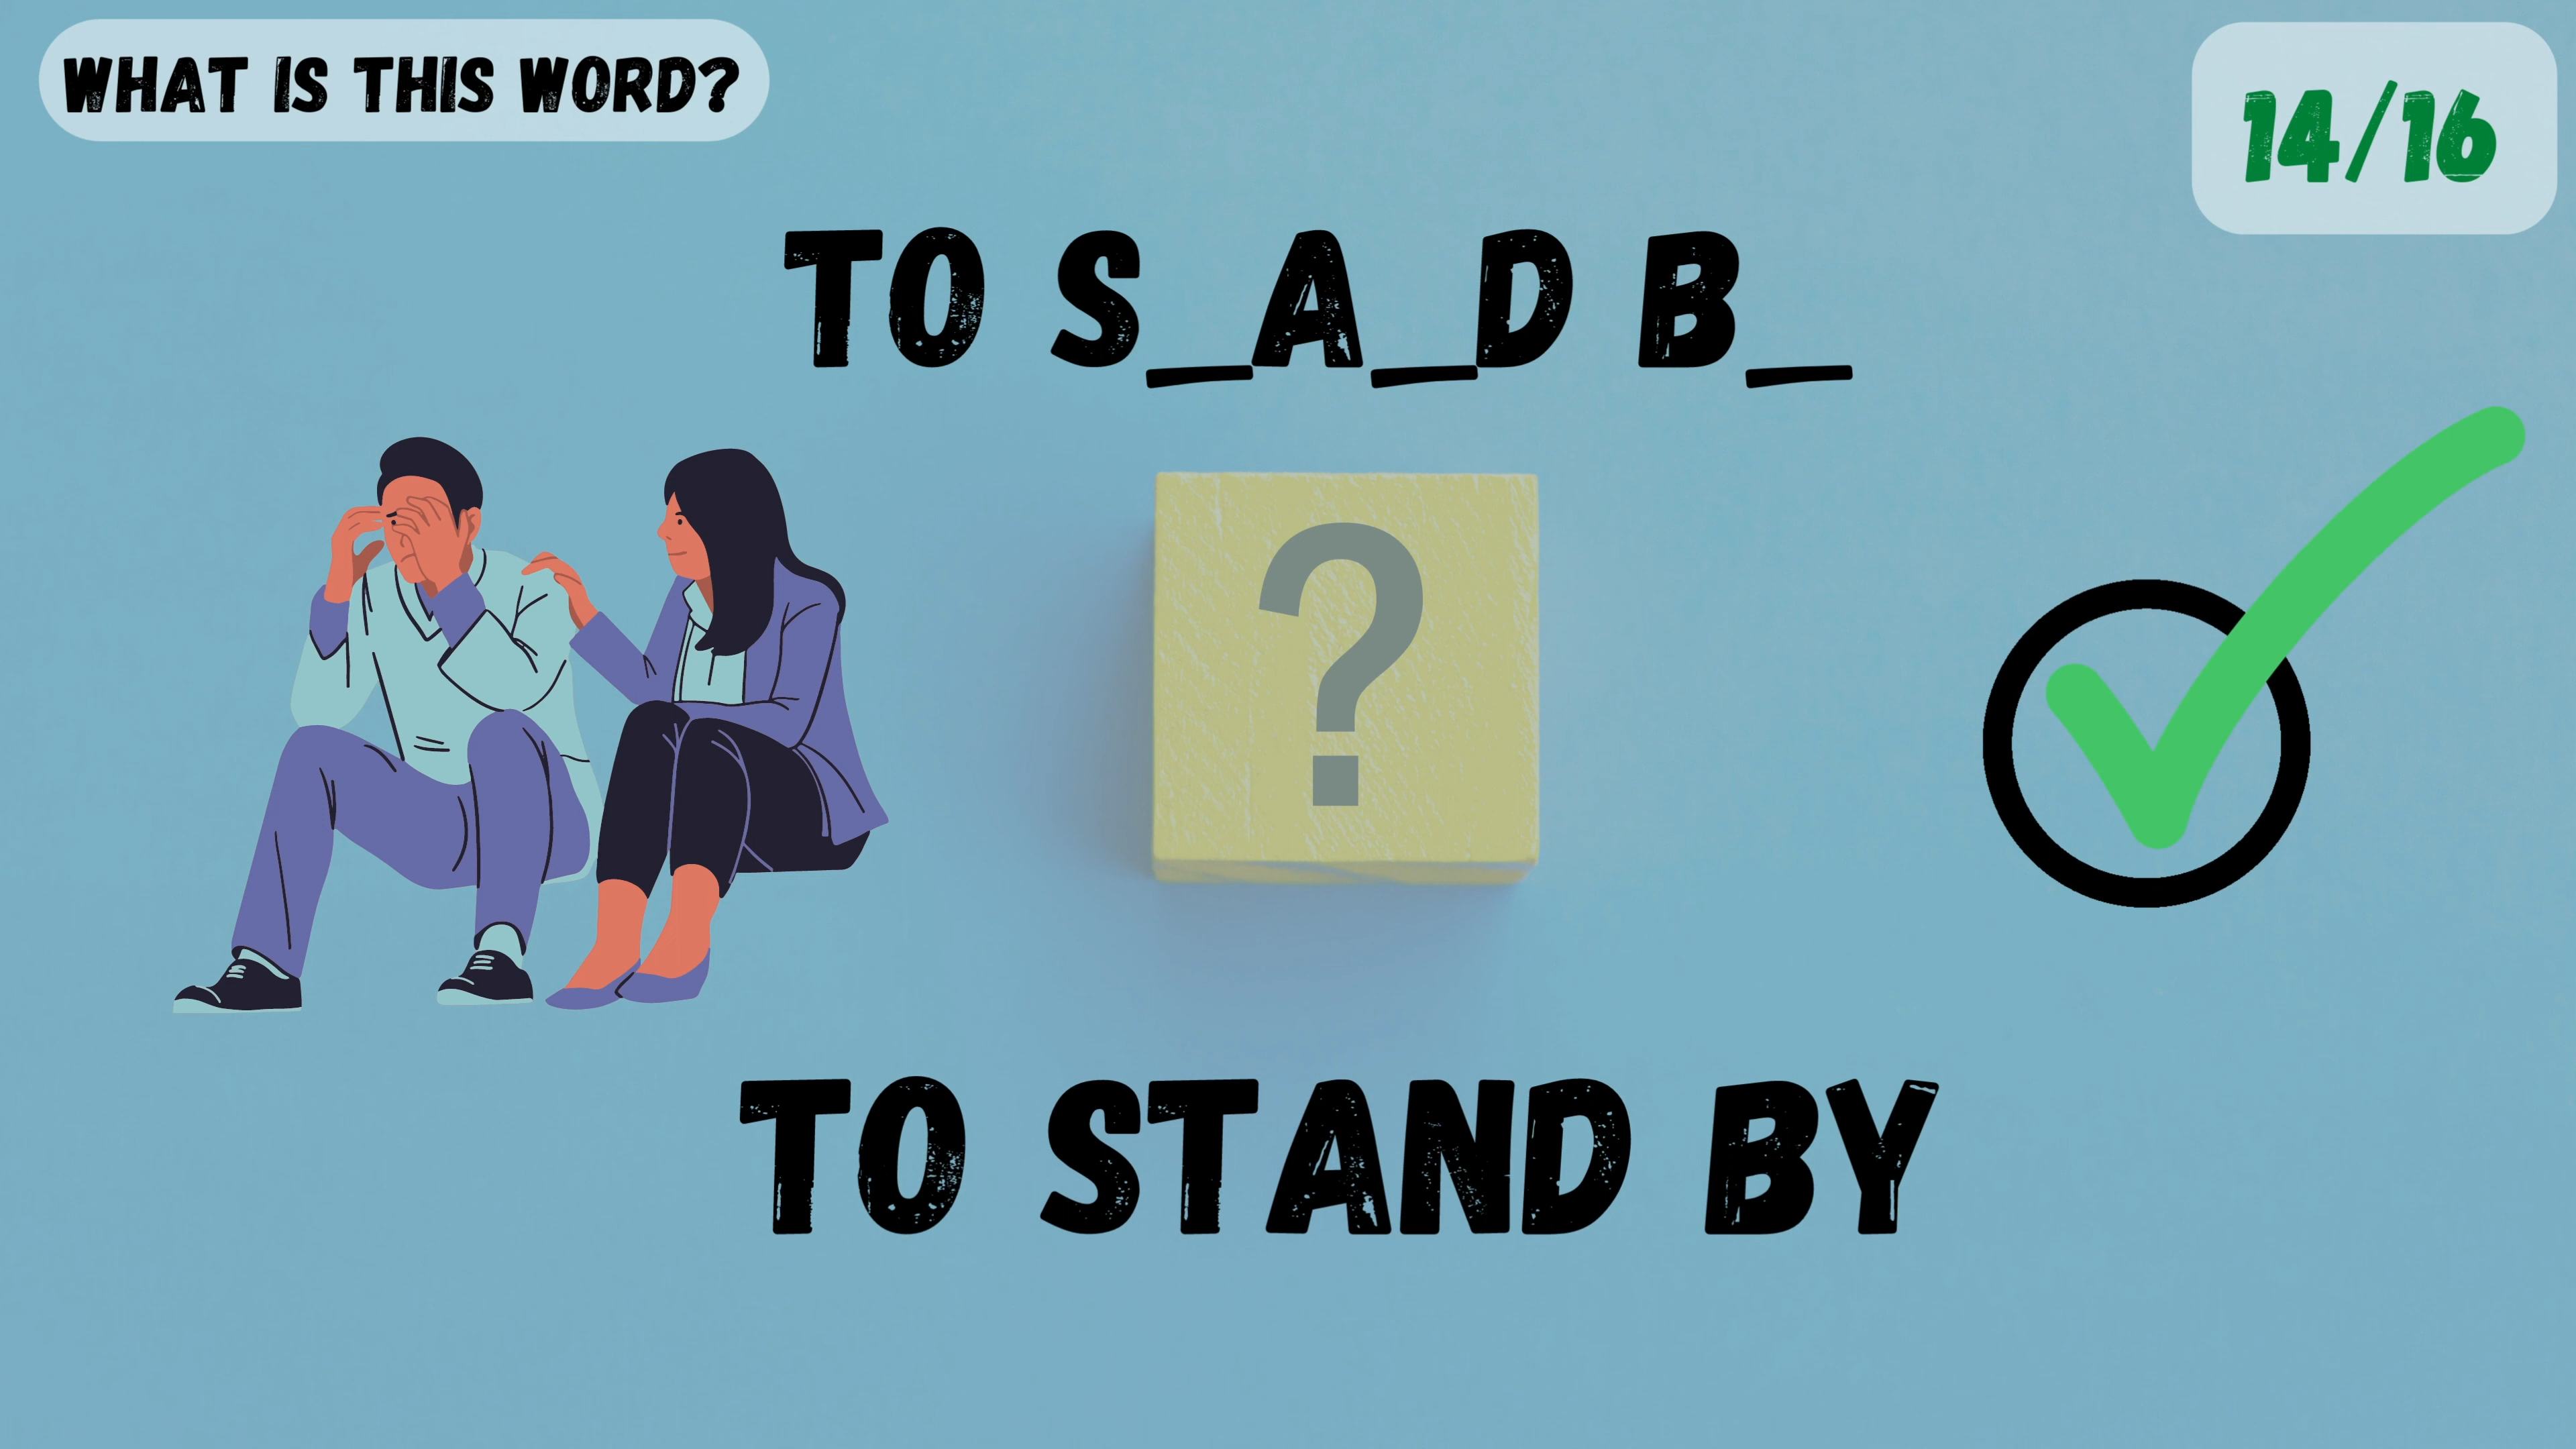 WHAT IS THIS WORD?
14/16
TO S_A_D B_
?
TO STAND BY